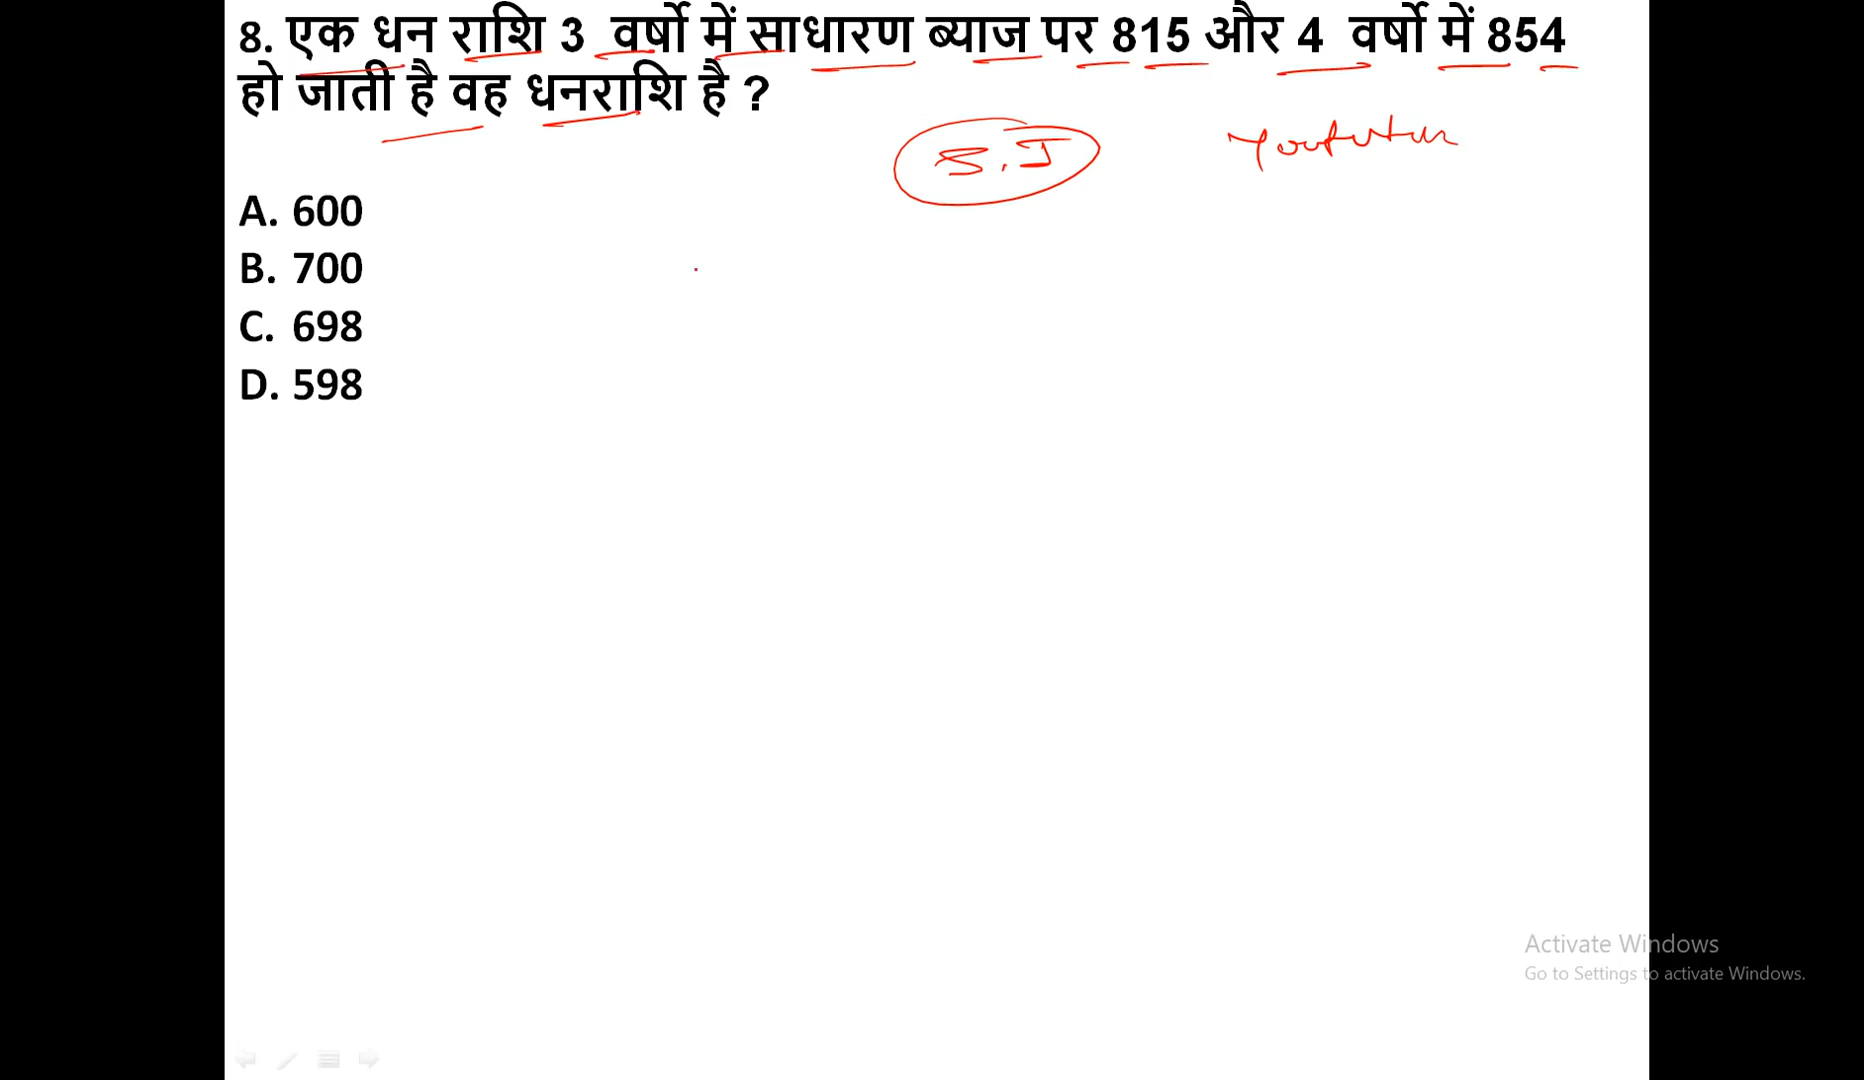 8. एक धन राशि 3 वर्षो में साधारण ब्याज पर 815 और 4 वर्षो में 854
हो जाती है वह धनराशि है ?
S.I
A. 600
B. 700
C. 698
D. 598
Activate Windows
Go to Settings to activate Windows.